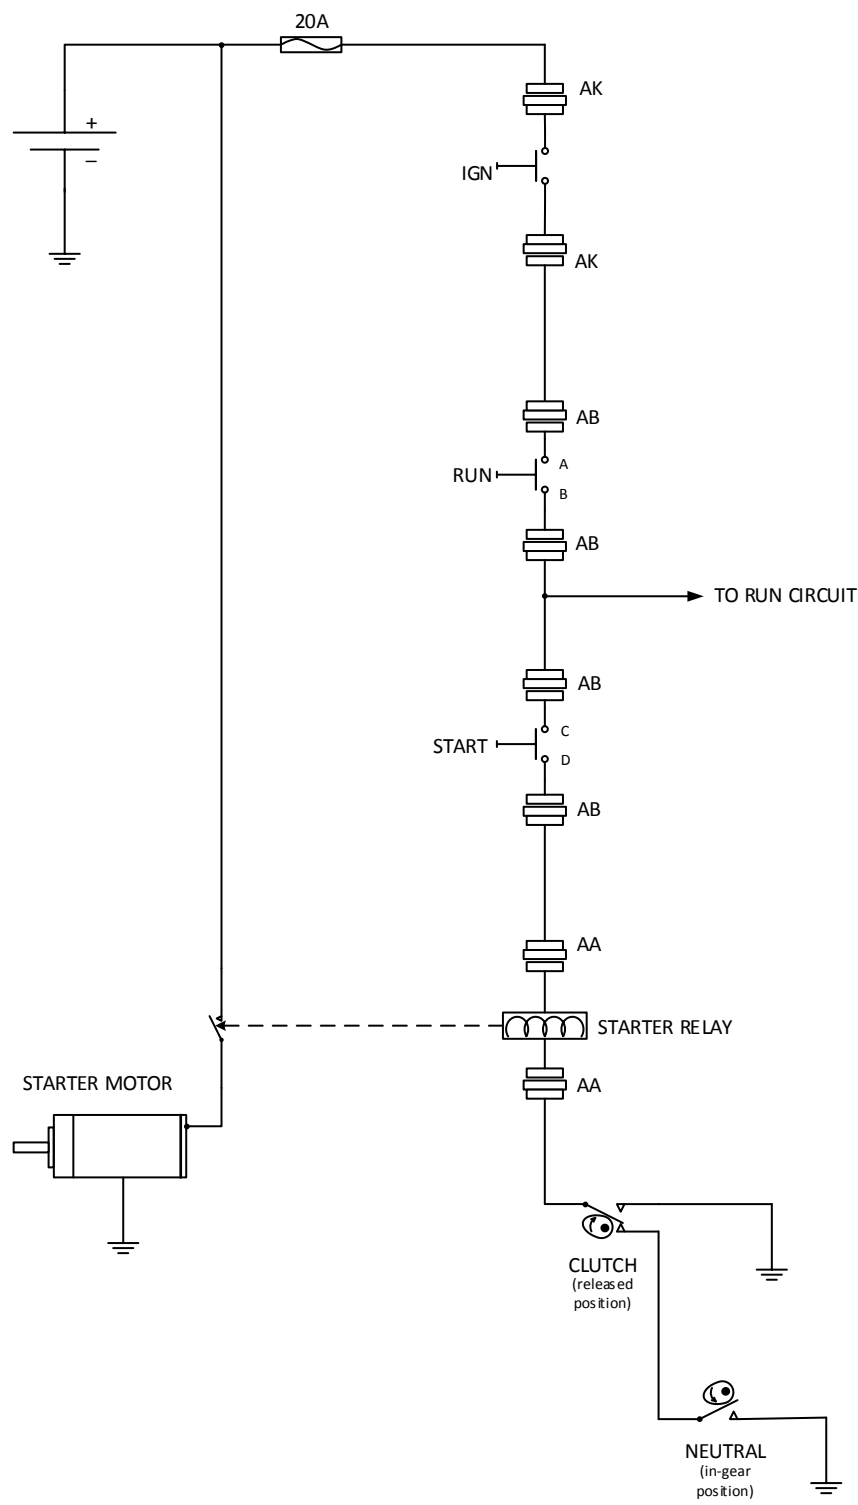 20A
AK
+
−
IGN
AK
AB
RUN
A
B
AB
TO RUN CIRCUIT
AB
START
C
D
AB
AA
STARTER RELAY
STARTER MOTOR
AA
CLUTCH
(released
position)
NEUTRAL
(in-gear
position)